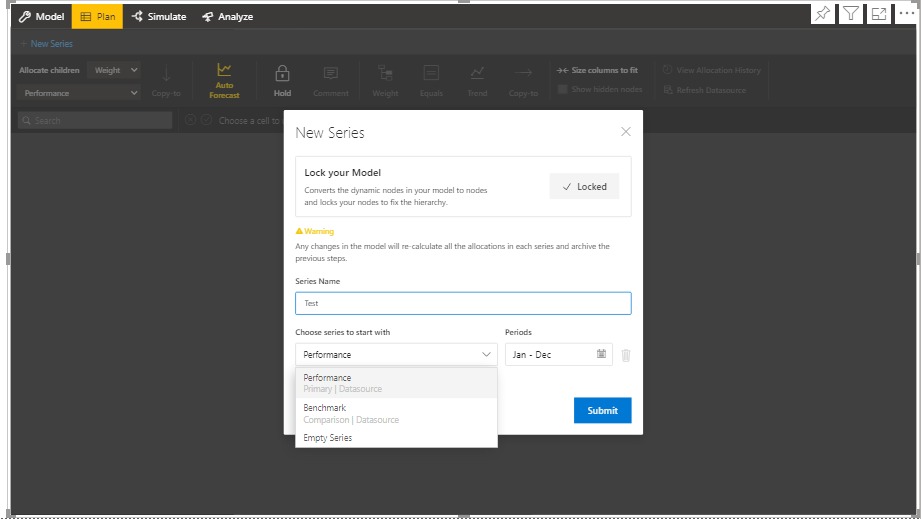 Model
Plan
Simulate
Analyze
+ New Series
Allocate children
Weight
Performance
Copy-to
Auto
Forecast
Hold
Comment
Weight
Equals
Trend
Copy-to
Size columns to fit
Show hidden nodes
View Allocation History
Refresh Datasource
Search
Choose a cell to
New Series
Lock your Model
Converts the dynamic nodes in your model to nodes
and locks your nodes to fix the hierarchy.
Locked
Warning
Any changes in the model will re-calculate all the allocations in each series and archive the
previous steps.
Series Name
Test
Choose series to start with
Periods
Performance
Jan - Dec
Performance
Primary | Datasource
Benchmark
Comparison | Datasource
Empty Series
Submit